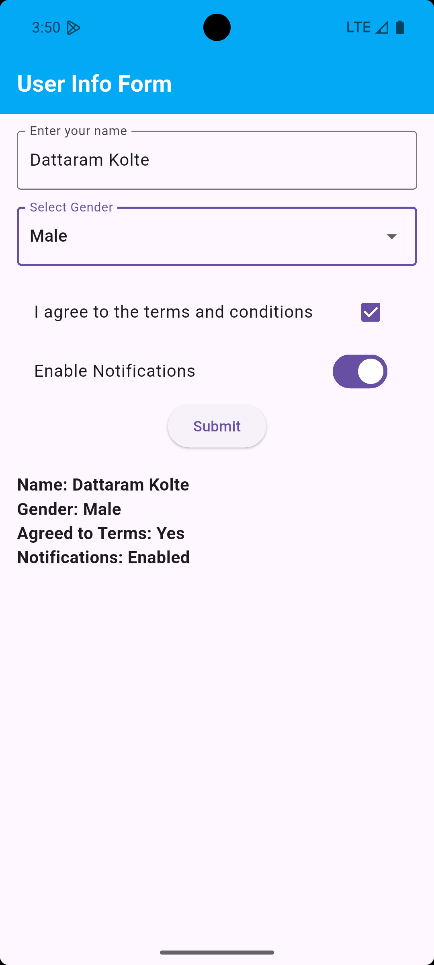 3:50
LTE
User Info Form
Enter your name
Dattaram Kolte
Select Gender
Male
I agree to the terms and conditions
Enable Notifications
Submit
Name: Dattaram Kolte
Gender: Male
Agreed to Terms: Yes
Notifications: Enabled